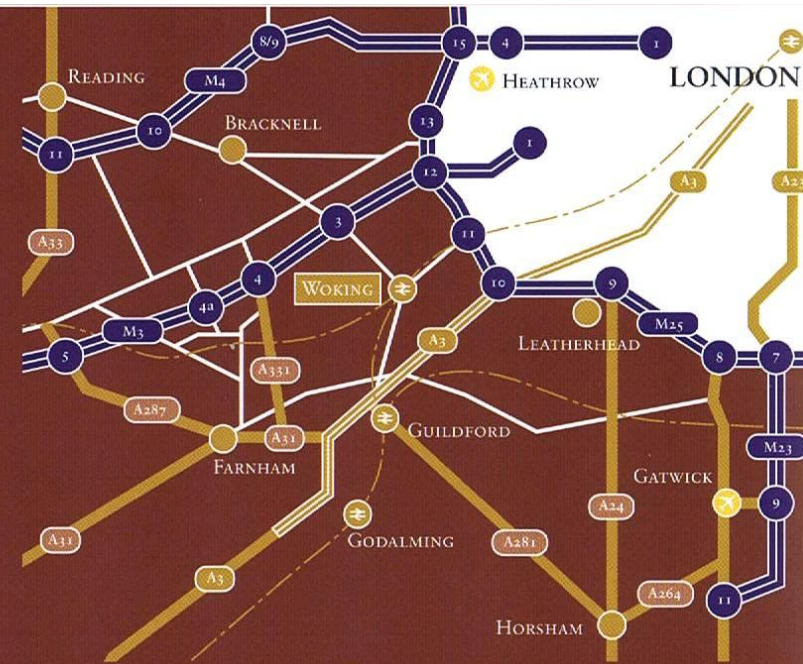 8/9
15
4
1
READING
M4
HEATHROW
LONDON
10
BRACKNELL
13
1
11
12
A3
A23
3
11
A33
4
WOKING
10
9
4a
M3
A3
LEATHERHEAD
M25
5
8
7
A331
A287
GUILDFORD
A31
FARNHAM
M23
GATWICK
A24
9
A31
GODALMING
A281
A3
A264
11
HORSHAM